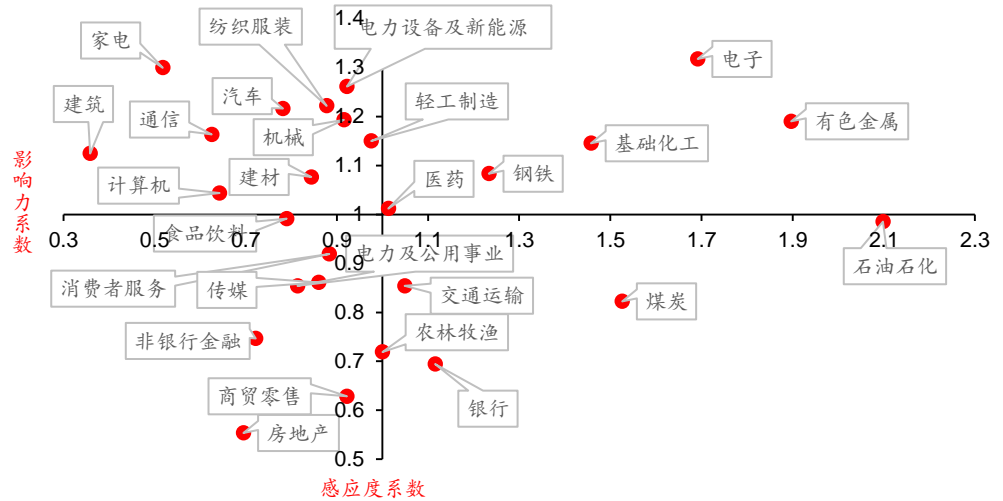 1.4
纺织服装
电力设备及新能源
家电
电子
1.3
汽车
轻工制造
建筑
通信
1.2
机械
有色金属
基础化工
影响力系数
1.1
计算机
建材
医药
钢铁
1
0.3
0.5
0.7
0.9
1.1
1.3
1.5
1.7
1.9
2.1
2.3
食品饮料
电力及公用事业
0.9
石油石化
消费者服务
传媒
交通运输
煤炭
0.8
非银行金融
农林牧渔
0.7
商贸零售
银行
0.6
房地产
0.5
感应度系数